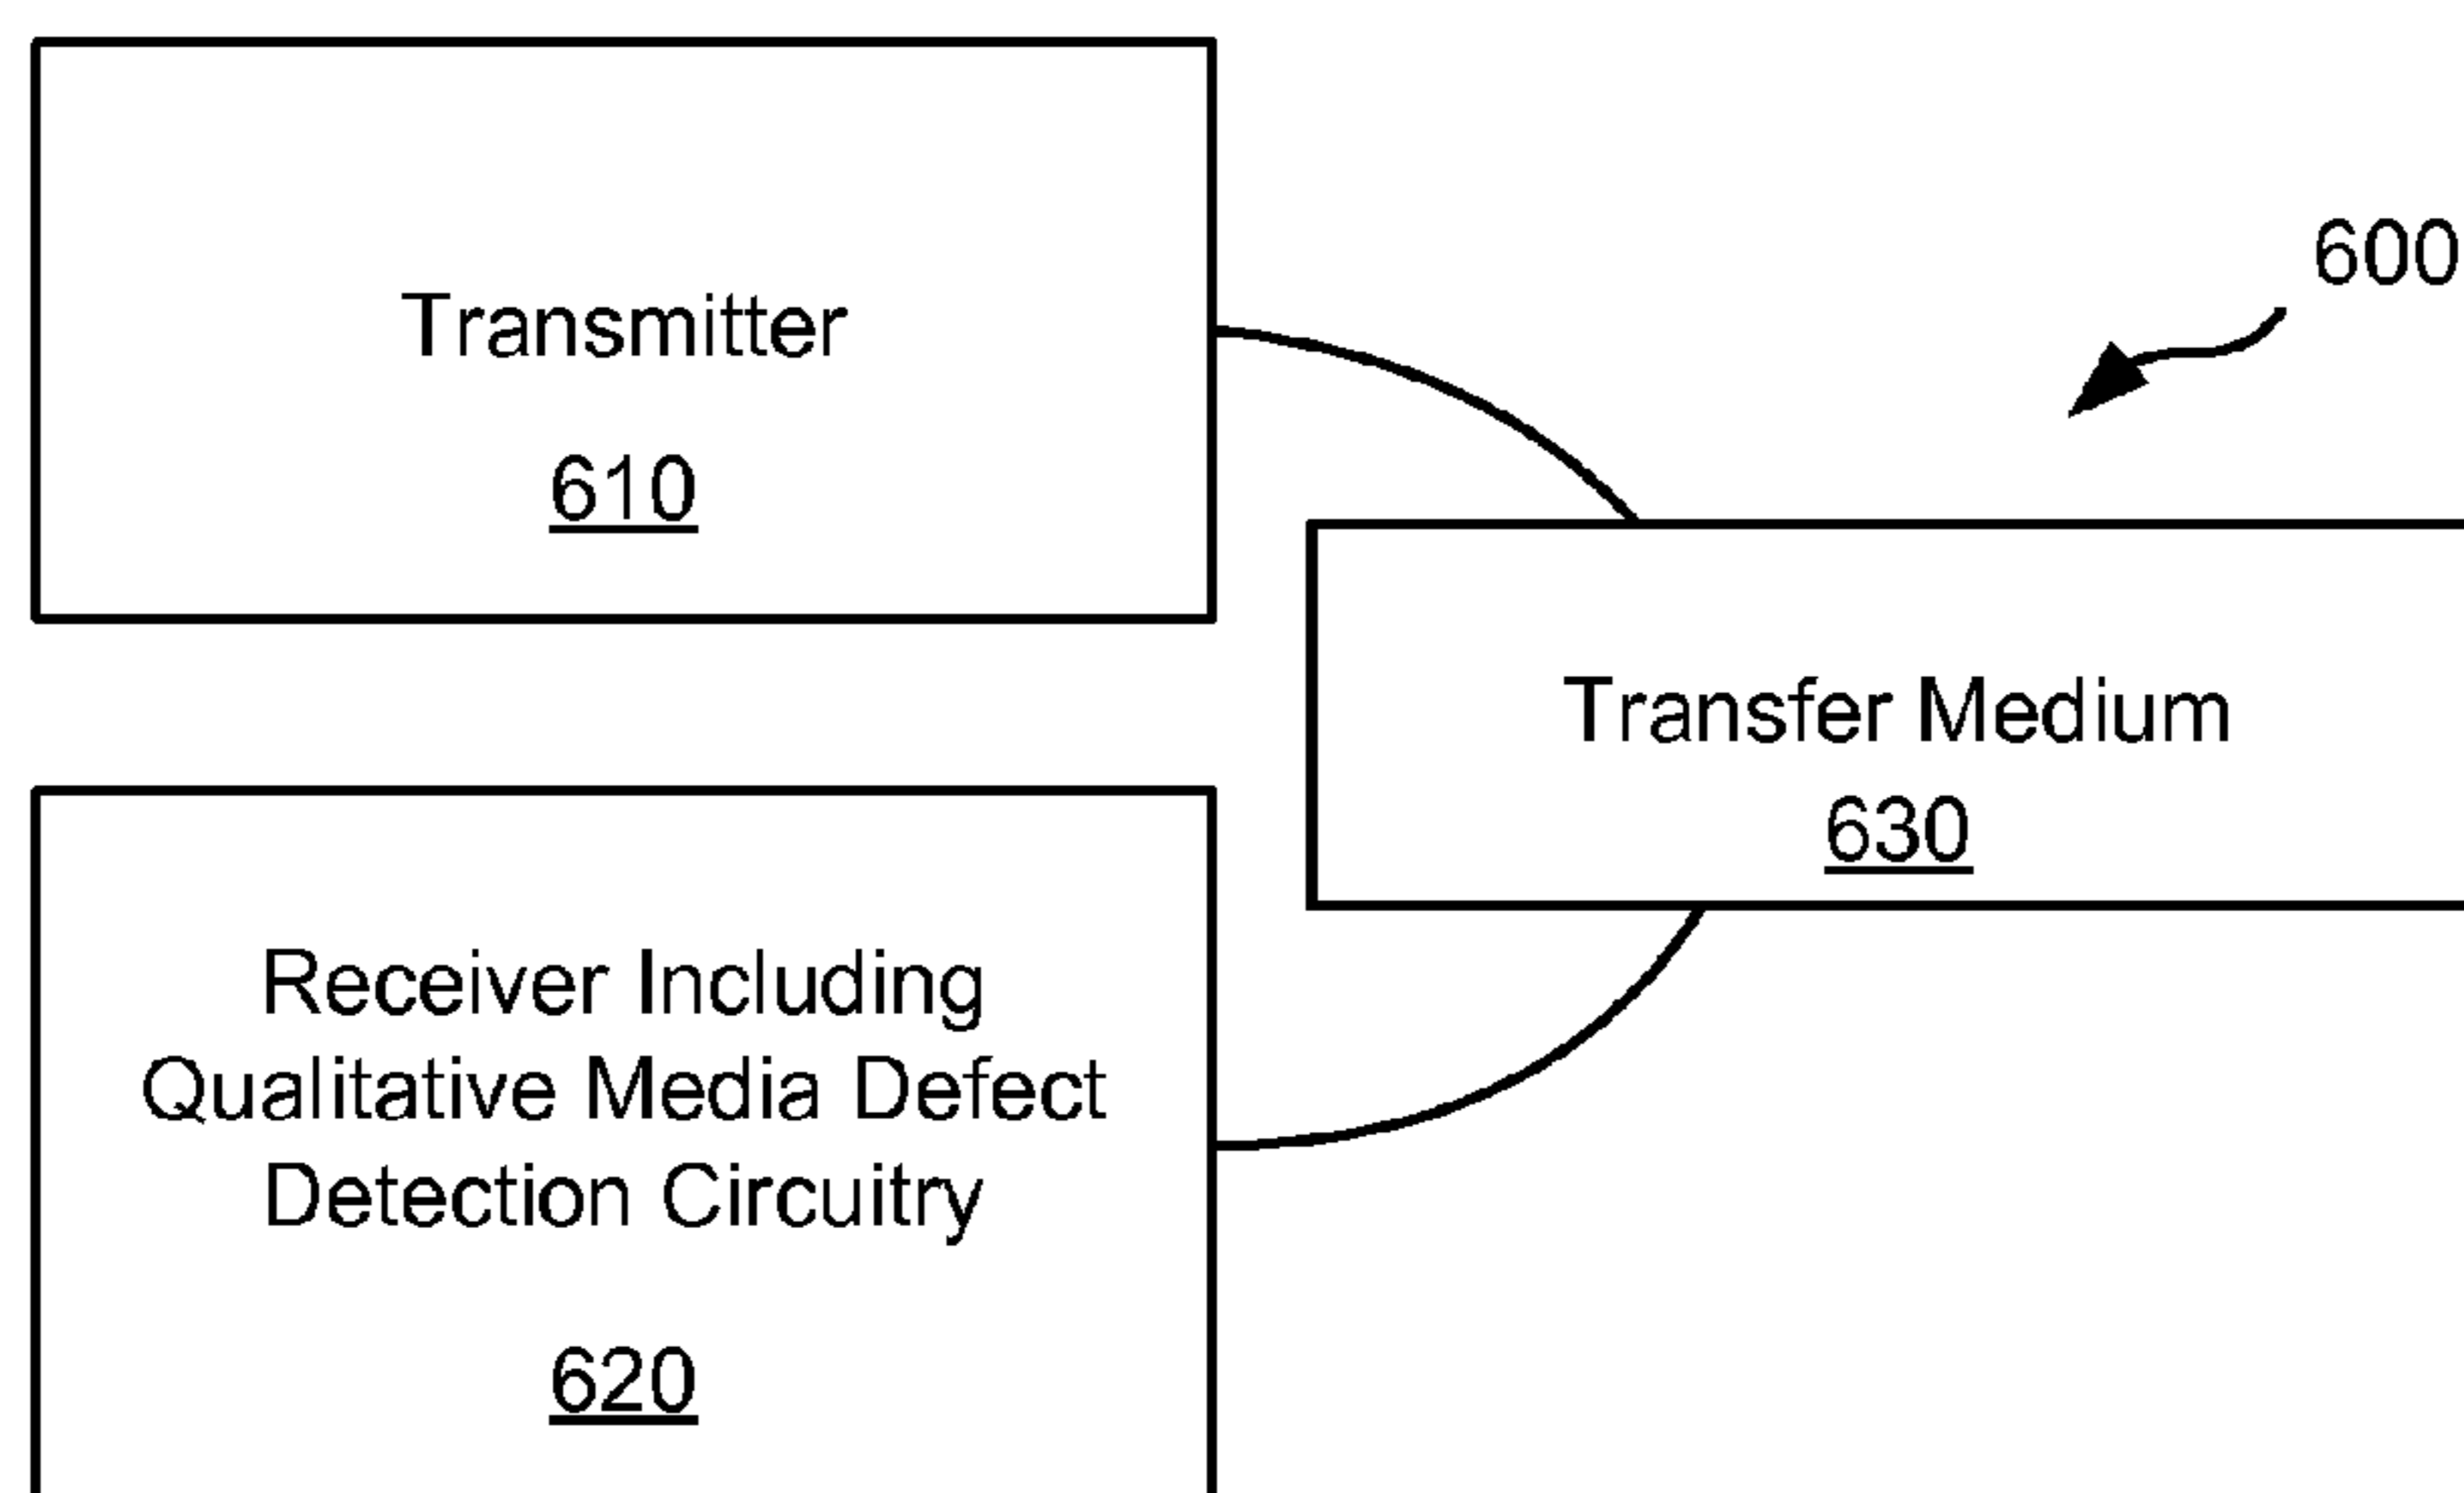 Transmitter
610
600
Transfer Medium
630
Receiver Including
Qualitative Media Defect
Detection Circuitry
620